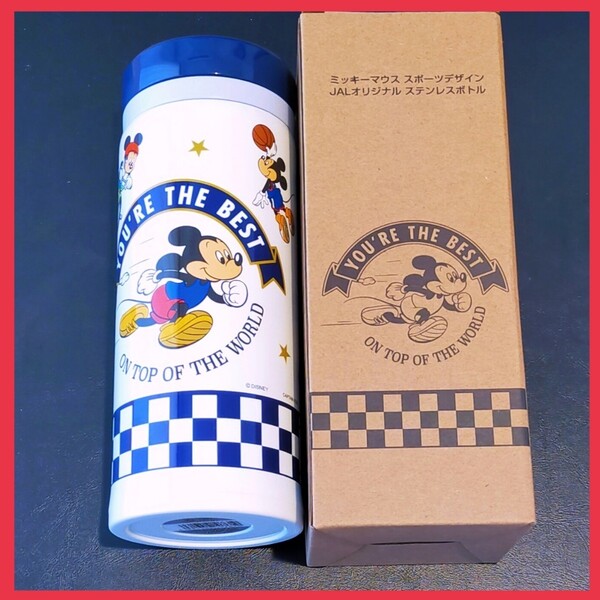 YOU'RE THE BEST
ON TOP OF THE WORLD
© DISNEY
ミッキーマウス スポーツデザイン
JALオリジナル ステンレスボトル
YOU'RE THE BEST
ON TOP OF THE WORLD